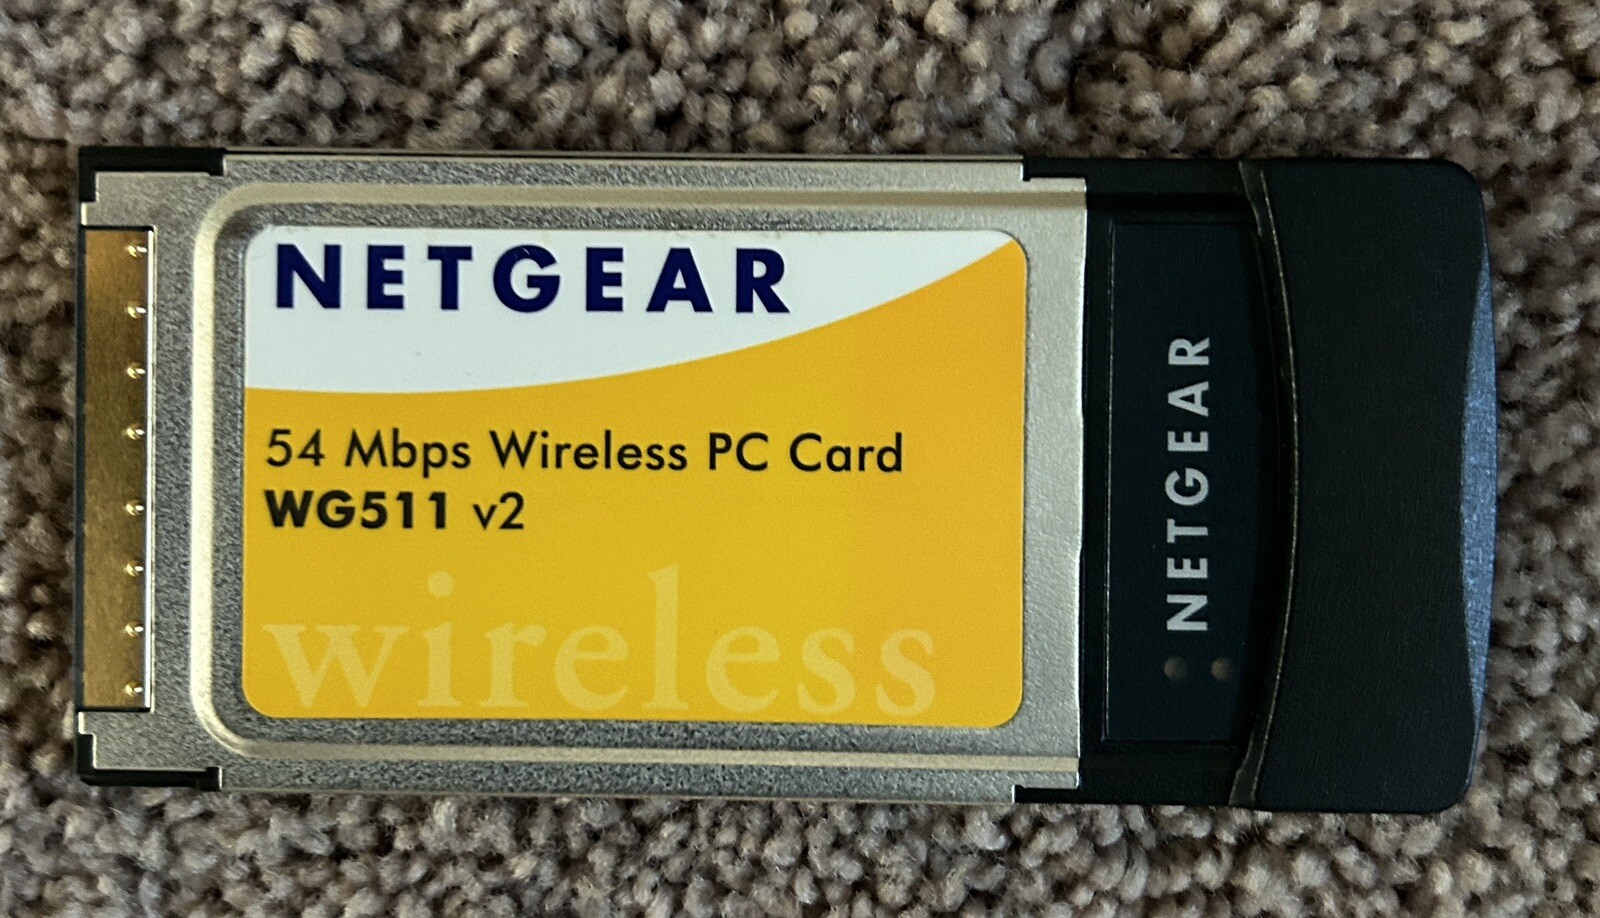 NETGEAR
54 Mbps Wireless PC Card
WG511 v2
wireless
NETGEAR